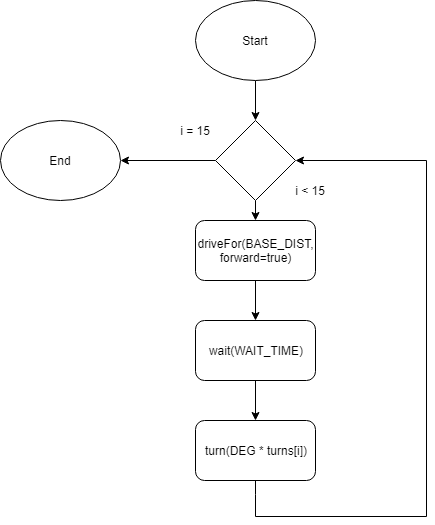 Start
i = 15
End
i < 15
driveFor(BASE_DIST,
forward=true)
wait(WAIT_TIME)
turn(DEG * turns[i])